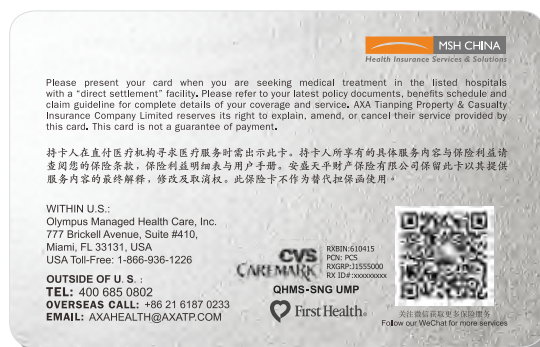 MSH CHINA
Health Insurance Services & Solutions
Please present your card when you are seeking medical treatment in the listed hospitals
with a "direct settlement" facility. Please refer to your latest policy documents, benefits schedule and
claim guideline for complete details of your coverage and service. AXA Tianping Property & Casualty
Insurance Company Limited reserves its right to explain, amend, or cancel their service provided by
this card. This card is not a guarantee of payment.
持卡人在直付医疗机构寻求医疗服务时需出示此卡。持卡人所享有的具体服务内容与保险利益请
查阅您的保险条款，保险利益明细表与用户手册。安盛天平财产保险有限公司保留此卡以其提供
服务内容的最终解释，修改及取消权。此保险卡不作为替代担保函使用。
WITHIN U.S.:
Olympus Managed Health Care, Inc.
777 Brickell Avenue, Suite #410,
Miami, FL 33131, USA
USA Toll-Free: 1-866-936-1226
OUTSIDE OF U. S. :
TEL: 400 685 0802
OVERSEAS CALL: +86 21 6187 0233
EMAIL: AXAHEALTH@AXATP.COM
CVS
CAREMARK
RXBIN:610415
PCN: PCS
RXGRP:J1555000
RX ID#:xxxxxxxxx
QHMS-SNG UMP
First Health®
关注微信获取更多保险服务
Follow our WeChat for more services